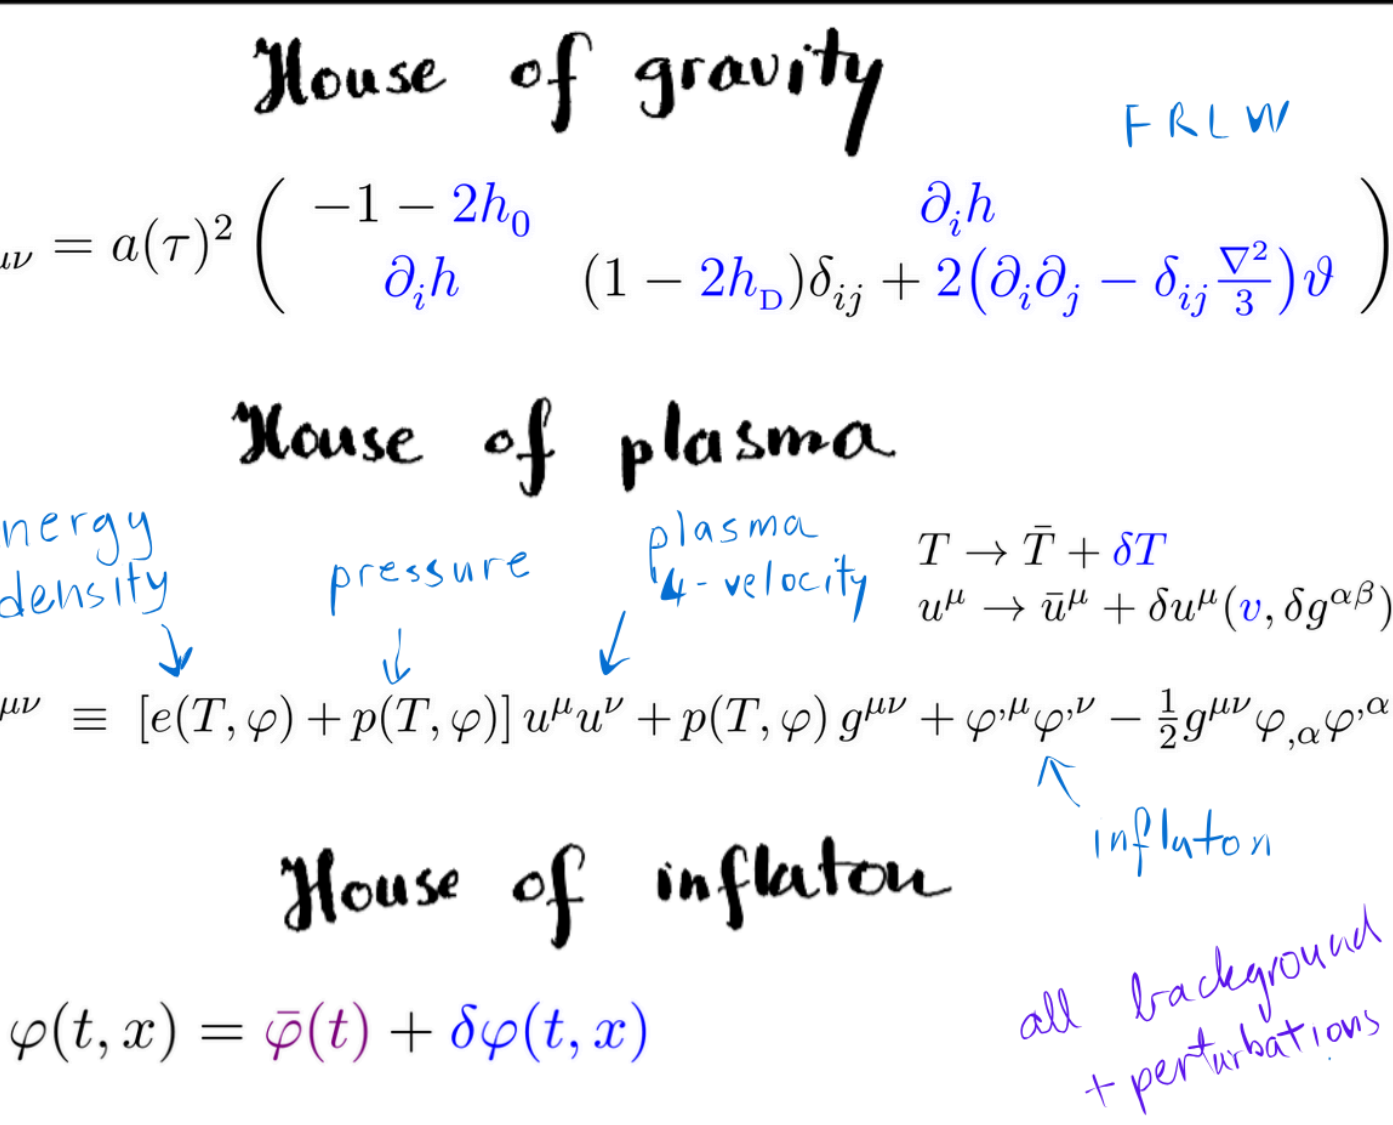 House of gravity
FRLW
μν = a(τ)² ( −1 − 2h₀ ∂ᵢh
∂ᵢh (1 − 2h_D)δᵢⱼ + 2(∂ᵢ∂ⱼ − δᵢⱼ ∇²/3)ϑ )
House of plasma
nergy
density
pressure
plasma
4-velocity
T → T̄ + δT
u^μ → ū^μ + δu^μ(v, δg^{αβ})
μν ≡ [e(T, φ) + p(T, φ)] u^μ u^ν + p(T, φ) g^{μν} + φ^{,μ}φ^{,ν} − ½ g^{μν}φ_{,α}φ^{,α}
inflaton
House of inflaton
φ(t, x) = φ̄(t) + δφ(t, x)
all background
+ perturbations